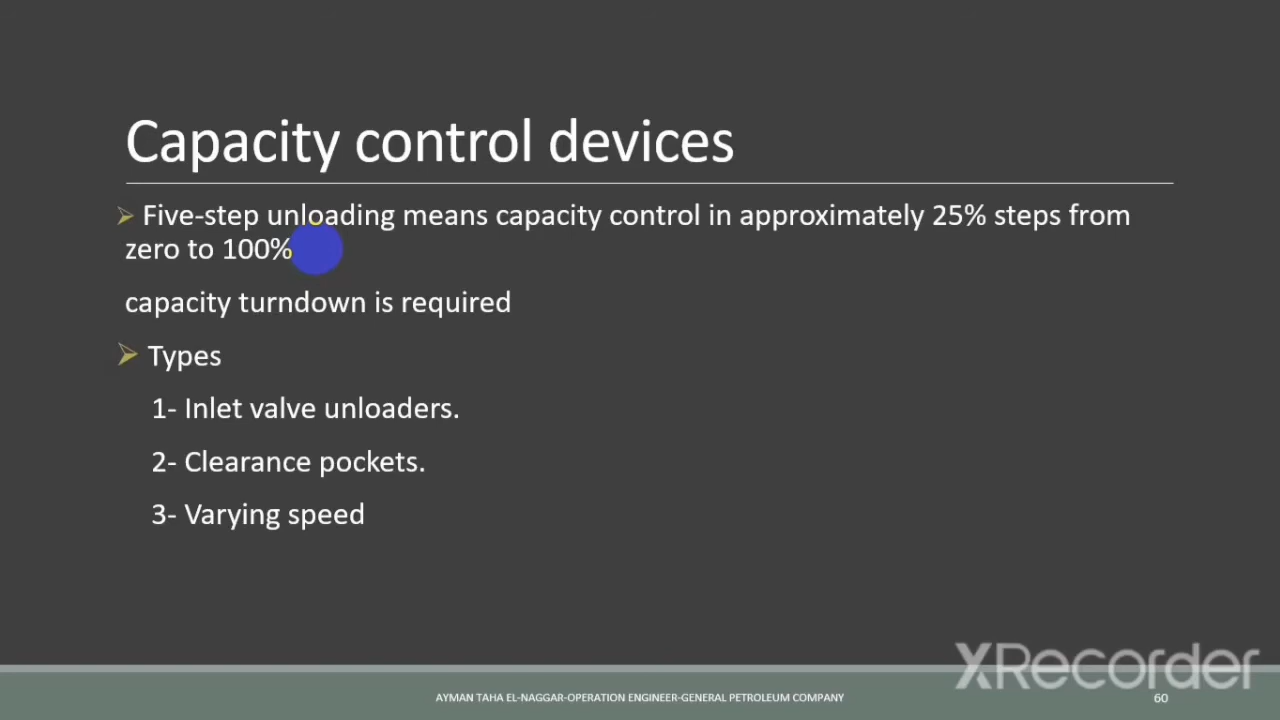 Capacity control devices
Five-step unloading means capacity control in approximately 25% steps from
zero to 100%
capacity turndown is required
Types
1- Inlet valve unloaders.
2- Clearance pockets.
3- Varying speed
XRecorder
AYMAN TAHA EL-NAGGAR-OPERATION ENGINEER-GENERAL PETROLEUM COMPANY
60